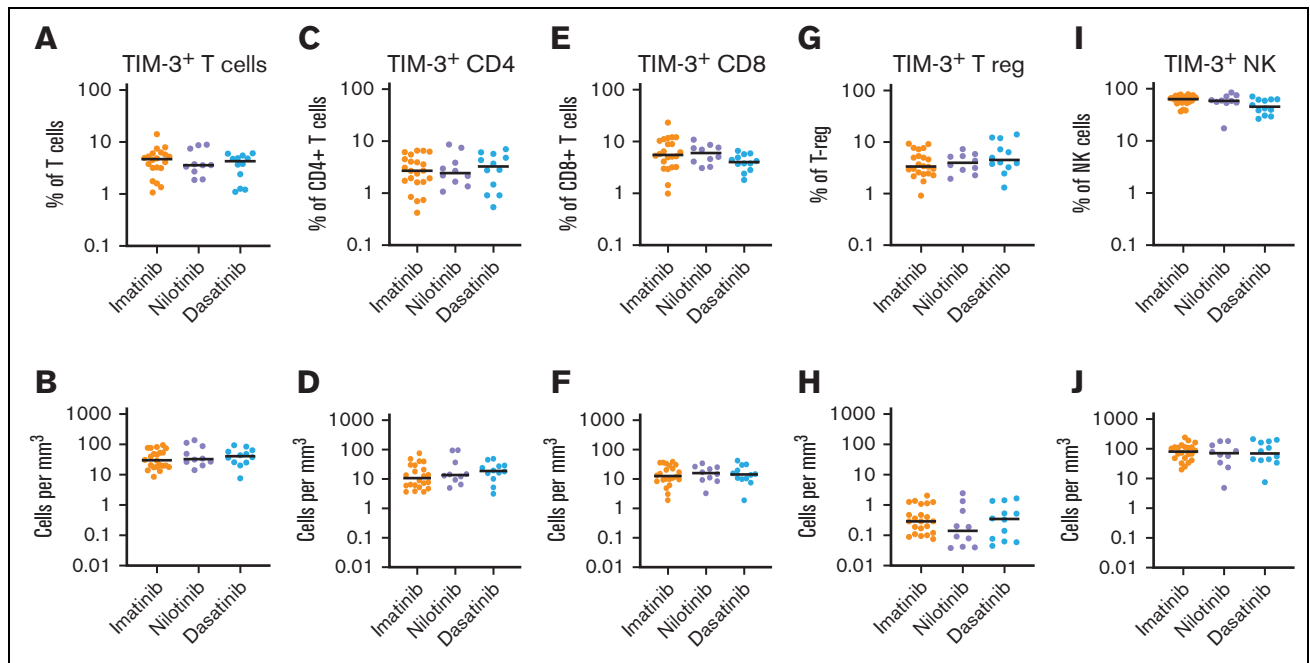 A
TIM-3+ T cells
% of T cells
100
10
1
0.1
Imatinib
Nilotinib
Dasatinib
C
TIM-3+ CD4
% of CD4+ T cells
100
10
1
0.1
Imatinib
Nilotinib
Dasatinib
E
TIM-3+ CD8
% of CD8+ T cells
100
10
1
0.1
Imatinib
Nilotinib
Dasatinib
G
TIM-3+ T reg
% of T-reg
100
10
1
0.1
Imatinib
Nilotinib
Dasatinib
I
TIM-3+ NK
% of NK cells
100
10
1
0.1
Imatinib
Nilotinib
Dasatinib
B
Cells per mm3
1000
100
10
1
0.1
0.01
Imatinib
Nilotinib
Dasatinib
D
Cells per mm3
1000
100
10
1
0.1
0.01
Imatinib
Nilotinib
Dasatinib
F
Cells per mm3
1000
100
10
1
0.1
0.01
Imatinib
Nilotinib
Dasatinib
H
Cells per mm3
1000
100
10
1
0.1
0.01
Imatinib
Nilotinib
Dasatinib
J
Cells per mm3
1000
100
10
1
0.1
0.01
Imatinib
Nilotinib
Dasatinib